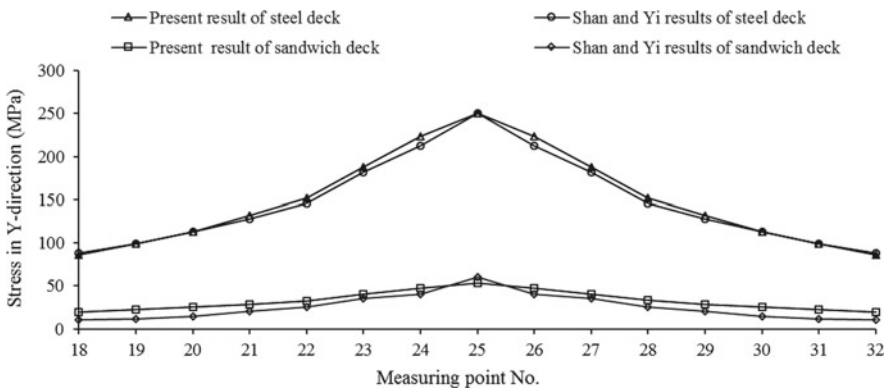 Present result of steel deck
Shan and Yi results of steel deck
Present result of sandwich deck
Shan and Yi results of sandwich deck
Stress in Y-direction (MPa)
300
250
200
150
100
50
0
18 19 20 21 22 23 24 25 26 27 28 29 30 31 32
Measuring point No.